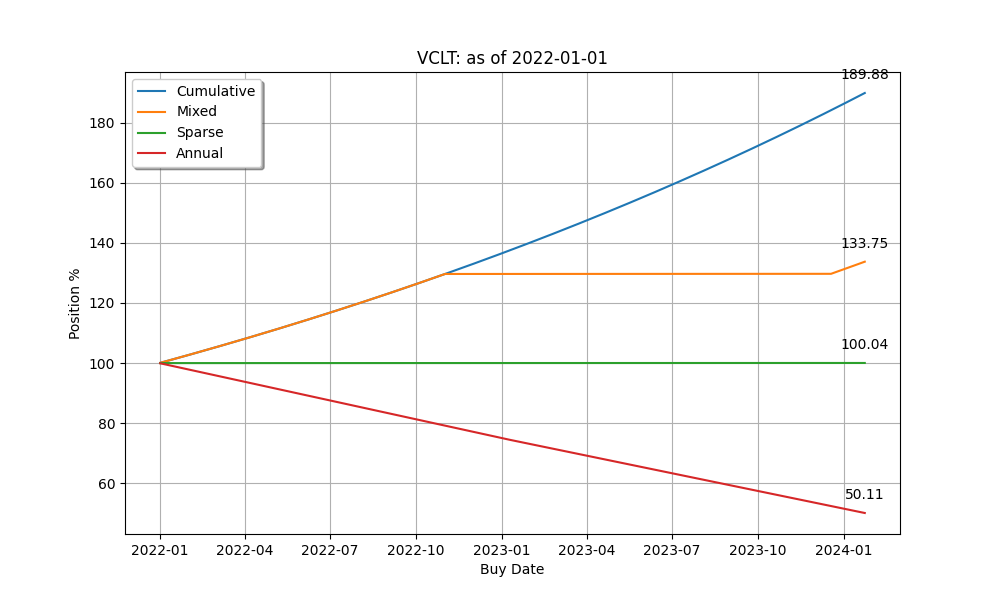 VCLT: as of 2022-01-01
189.88
Cumulative
Mixed
Sparse
Annual
180
160
140
120
100
80
60
133.75
100.04
50.11
Position %
2022-01 2022-04 2022-07 2022-10 2023-01 2023-04 2023-07 2023-10 2024-01
Buy Date